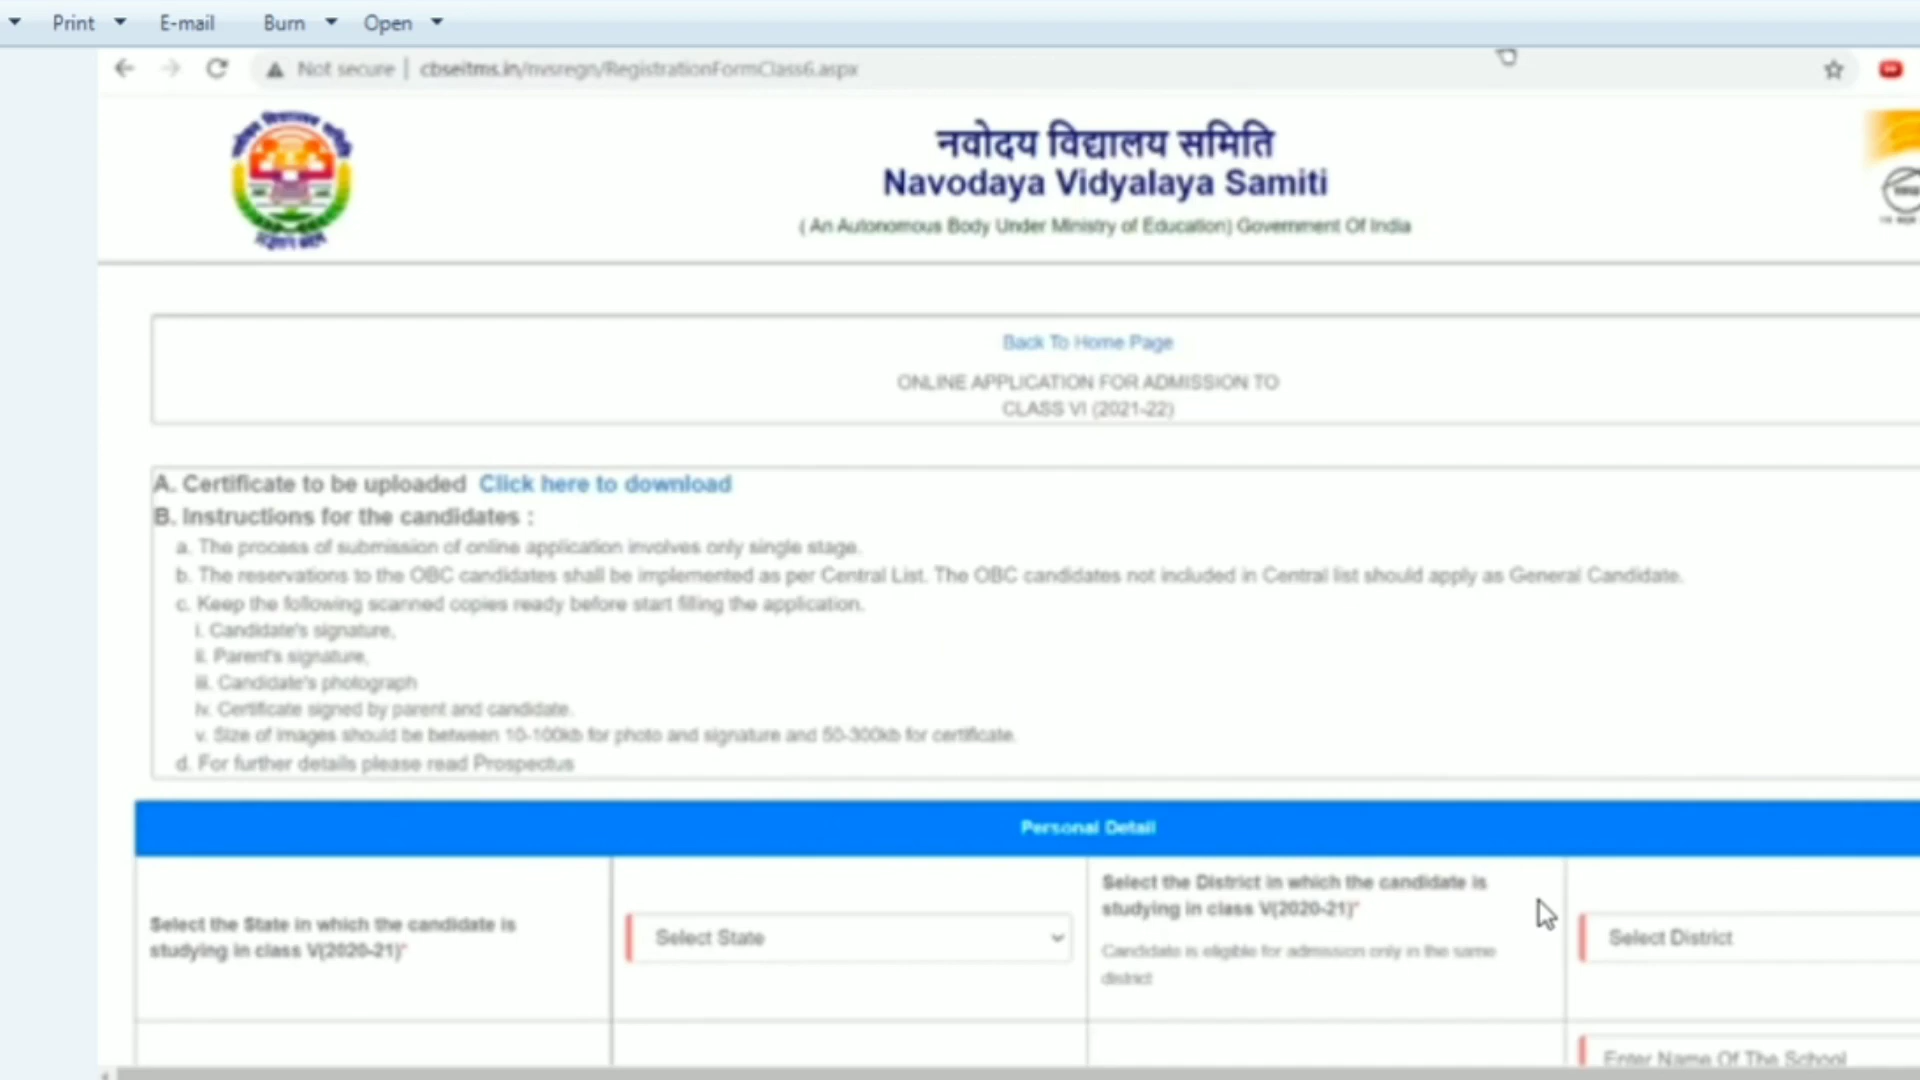 Print E-mail Burn Open
Not secure | cbseitms.in/nvsregn/RegistrationFormClass6.aspx
नवोदय विद्यालय समिति
Navodaya Vidyalaya Samiti
( An Autonomous Body Under Ministry of Education) Government Of India
Back To Home Page
ONLINE APPLICATION FOR ADMISSION TO
CLASS VI (2021-22)
A. Certificate to be uploaded Click here to download
B. Instructions for the candidates :
a. The process of submission of online application involves only single stage.
b. The reservations to the OBC candidates shall be implemented as per Central List. The OBC candidates not included in Central list should apply as General Candidate.
c. Keep the following scanned copies ready before start filling the application.
i. Candidate's signature,
ii. Parent's signature,
iii. Candidate's photograph
iv. Certificate signed by parent and candidate.
v. Size of images should be between 10-100kb for photo and signature and 50-300kb for certificate.
d. For further details please read Prospectus
Personal Detail
Select the State in which the candidate is
studying in class V(2020-21)*
Select State
Select the District in which the candidate is
studying in class V(2020-21)*
Candidate is eligible for admission only in the same
district
Select District
Enter Name Of The School